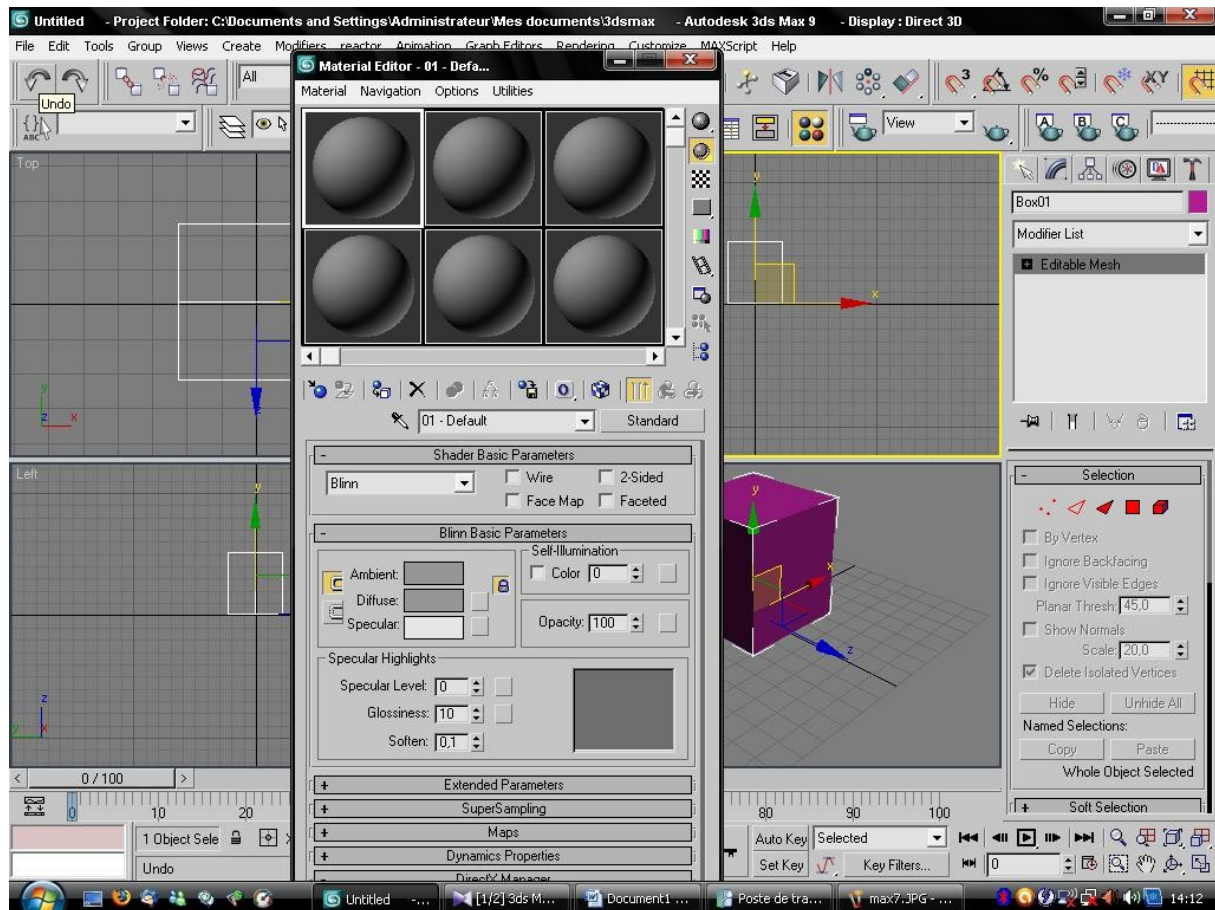 Untitled - Project Folder: C:\Documents and Settings\Administrateur\Mes documents\3dsmax - Autodesk 3ds Max 9 - Display : Direct 3D
File Edit Tools Group Views Create Modifiers reactor Animation Graph Editors Rendering Customize MAXScript Help
All
Undo
View
Top
Left
Material Editor - 01 - Defa...
Material Navigation Options Utilities
01 - Default
Standard
- Shader Basic Parameters
Blinn
Wire
2-Sided
Face Map
Faceted
- Blinn Basic Parameters
Self-Illumination
Ambient:
Color 0
Diffuse:
Specular:
Opacity: 100
Specular Highlights
Specular Level: 0
Glossiness: 10
Soften: 0,1
+ Extended Parameters
+ SuperSampling
+ Maps
+ Dynamics Properties
- DirectX Manager
Box01
Modifier List
Editable Mesh
- Selection
By Vertex
Ignore Backfacing
Ignore Visible Edges
Planar Thresh: 45,0
Show Normals
Scale: 20,0
Delete Isolated Vertices
Hide
Unhide All
Named Selections:
Copy
Paste
Whole Object Selected
+ Soft Selection
< 0 / 100 >
0 10 20 80 90 100
1 Object Sele
Undo
Auto Key
Selected
Set Key
Key Filters...
0
Untitled -...
[1/2] 3ds M...
Document1 ...
Poste de tra...
max7.JPG - ...
14:12